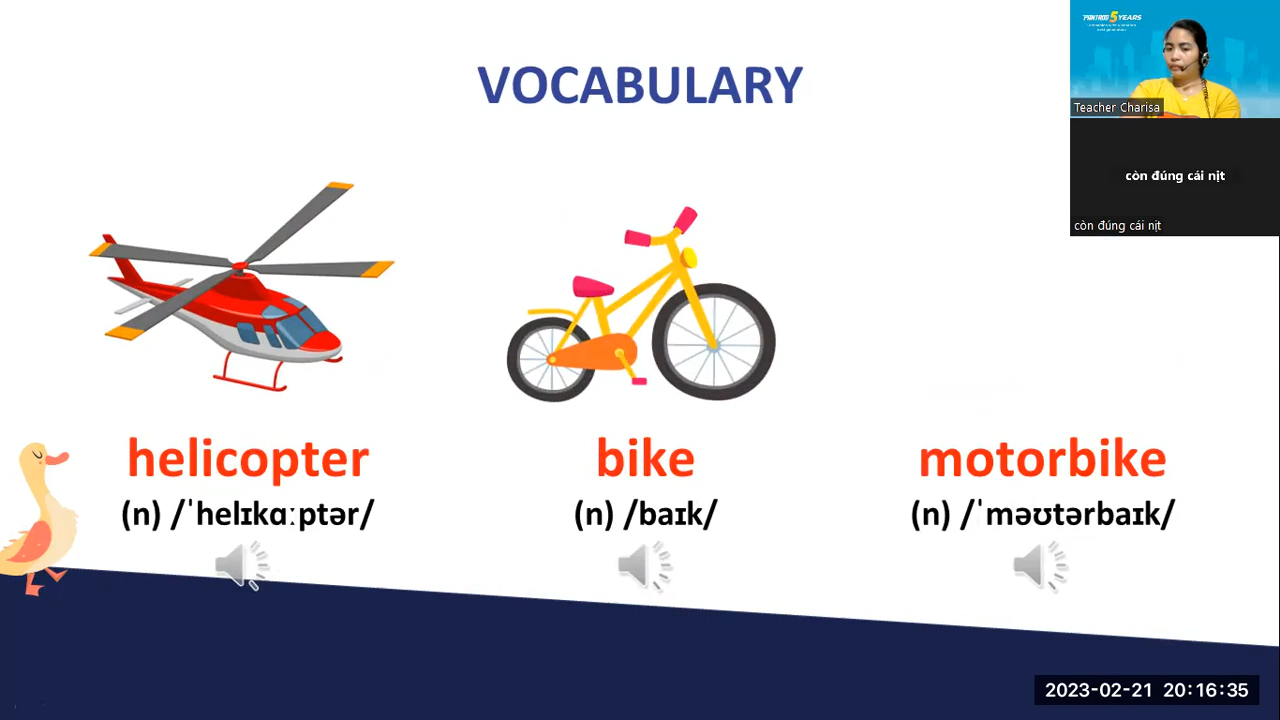 VOCABULARY
PANTADO 5 YEARS
Teacher Charisa
còn đúng cái nịt
còn đúng cái nịt
helicopter
(n) /ˈhelɪkɑːptər/
bike
(n) /baɪk/
motorbike
(n) /ˈməʊtərbaɪk/
2023-02-21 20:16:35